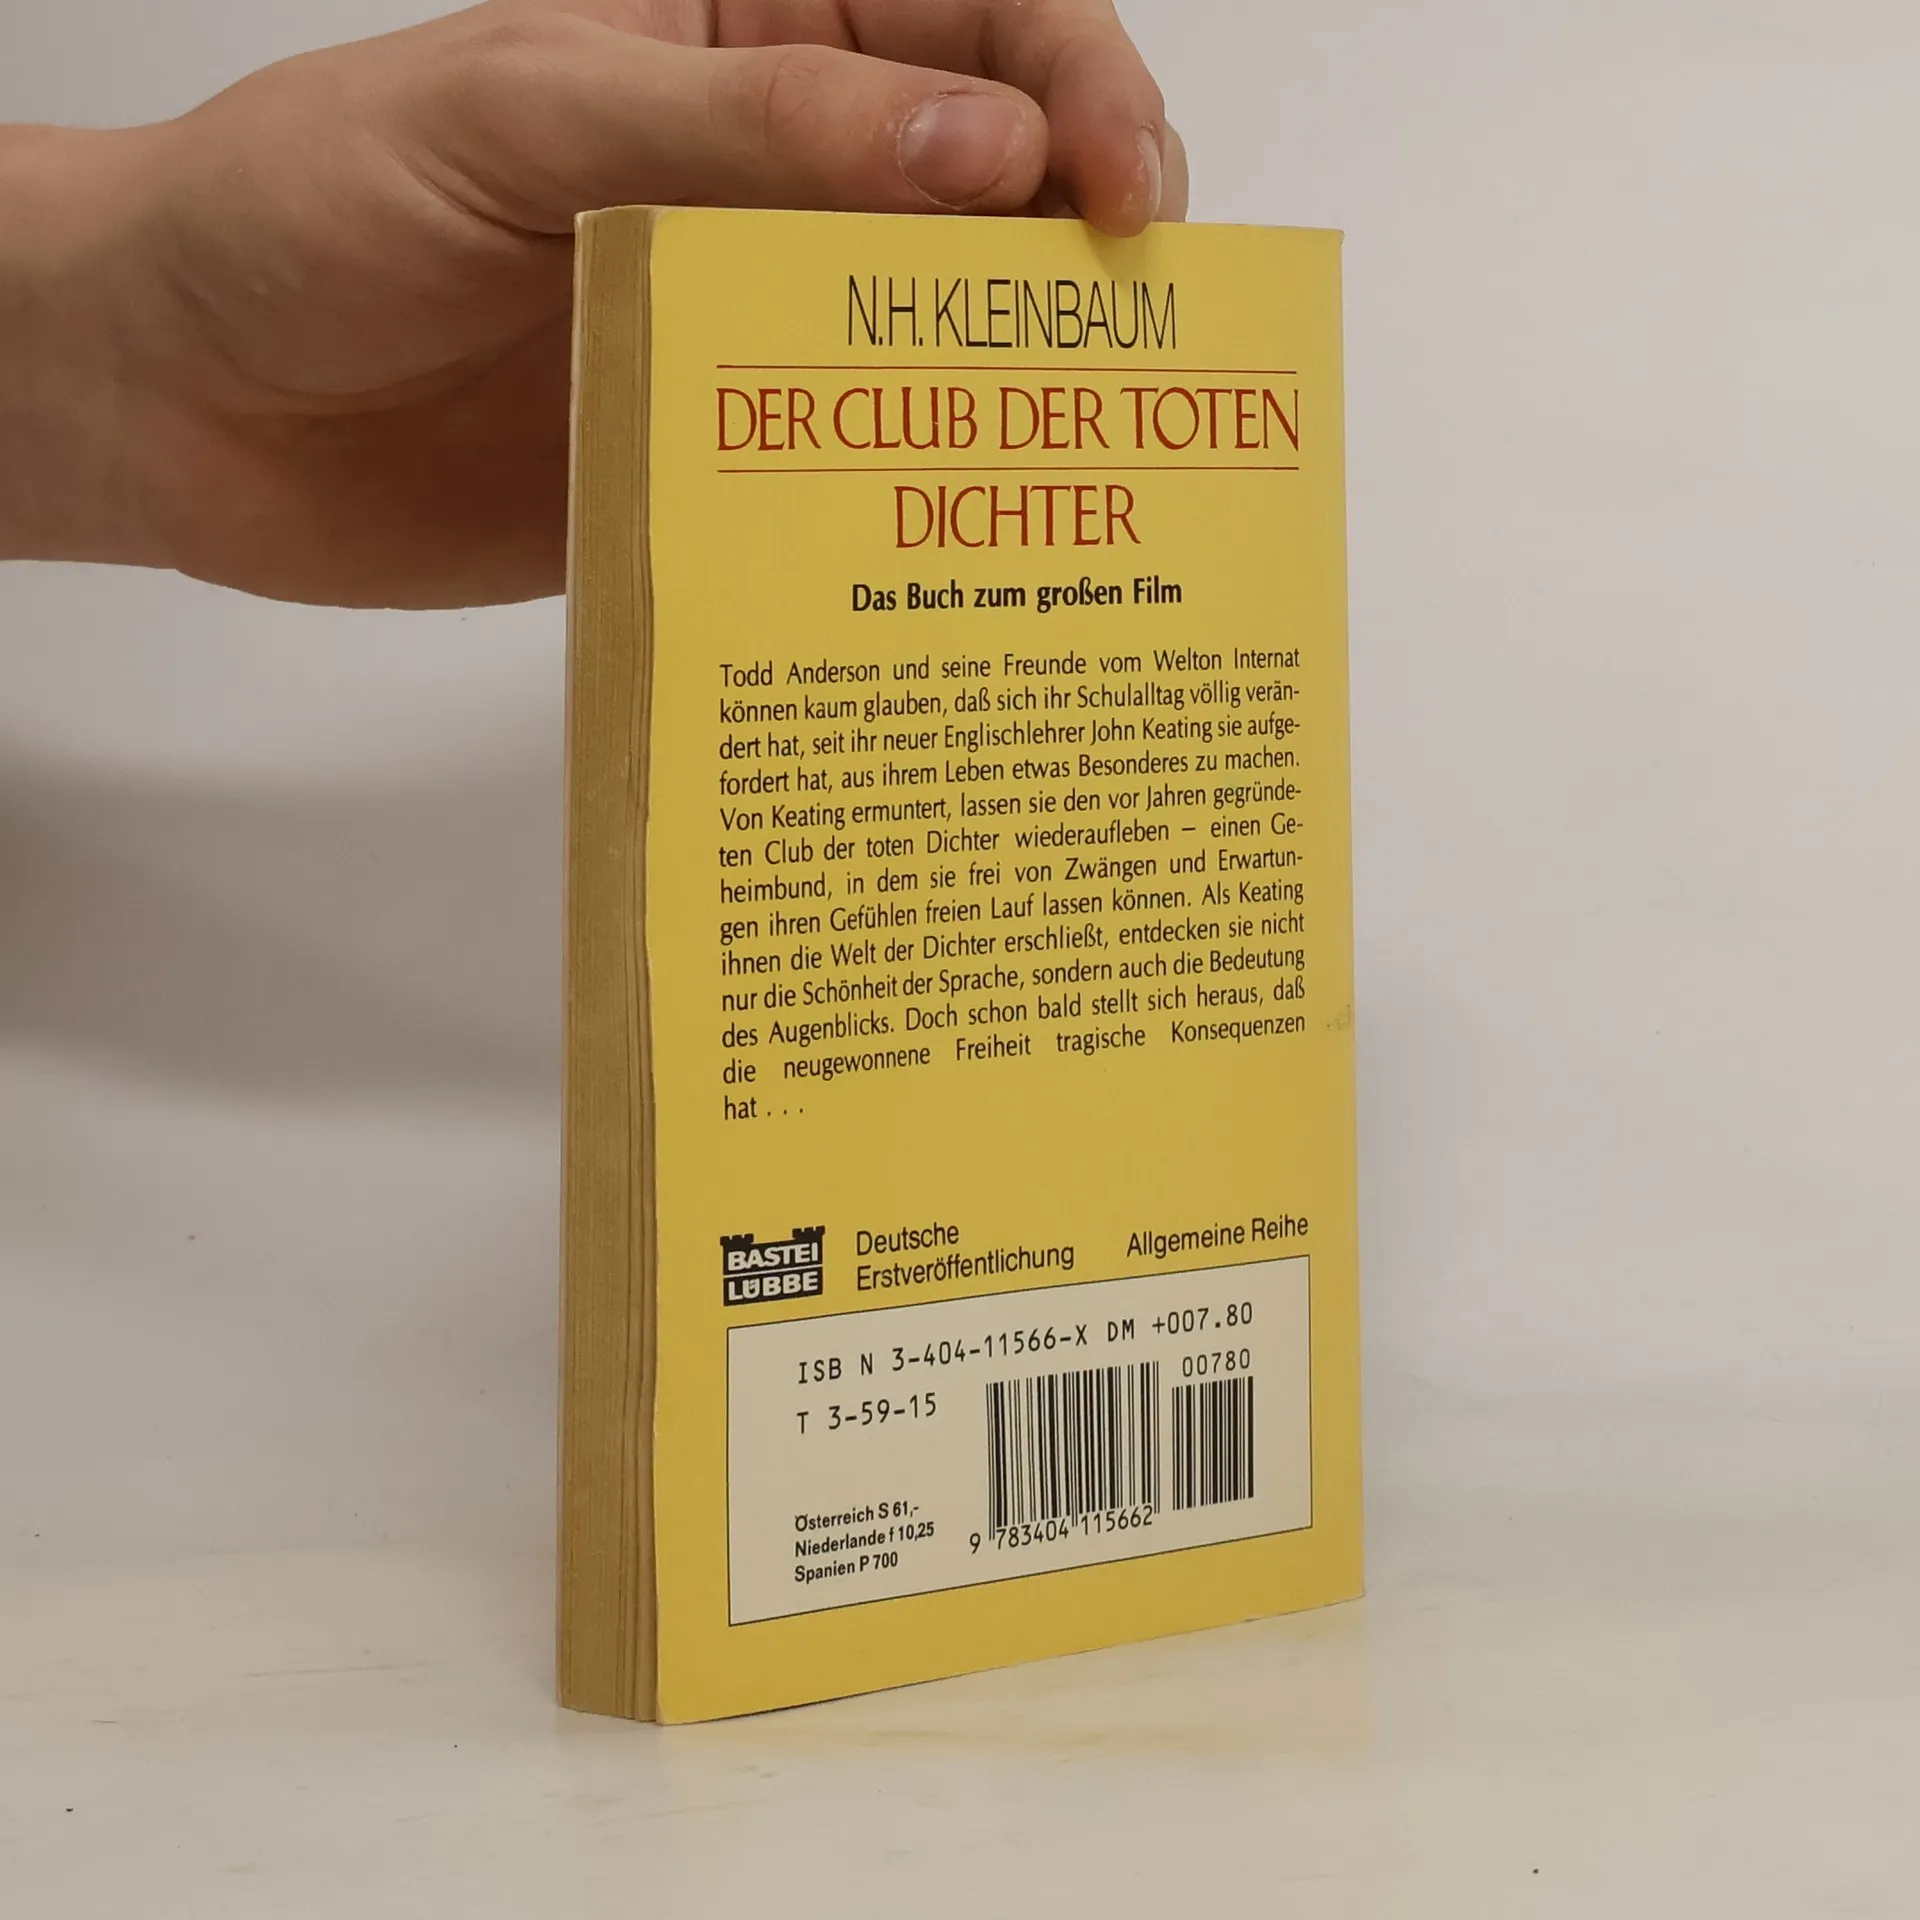 N.H. KLEINBAUM
DER CLUB DER TOTEN
DICHTER
Das Buch zum großen Film
Todd Anderson und seine Freunde vom Welton Internat
können kaum glauben, daß sich ihr Schulalltag völlig verän-
dert hat, seit ihr neuer Englischlehrer John Keating sie aufge-
fordert hat, aus ihrem Leben etwas Besonderes zu machen.
Von Keating ermuntert, lassen sie den vor Jahren gegründe-
ten Club der toten Dichter wiederaufleben – einen Ge-
heimbund, in dem sie frei von Zwängen und Erwartun-
gen ihren Gefühlen freien Lauf lassen können. Als Keating
ihnen die Welt der Dichter erschließt, entdecken sie nicht
nur die Schönheit der Sprache, sondern auch die Bedeutung
des Augenblicks. Doch schon bald stellt sich heraus, daß
die neugewonnene Freiheit tragische Konsequenzen
hat . . .
BASTEI
LÜBBE
Deutsche
Erstveröffentlichung
Allgemeine Reihe
ISB N 3-404-11566-X DM +007.80
T 3-59-15
00780
Österreich S 61,-
Niederlande f 10,25
Spanien P 700
9 783404 115662